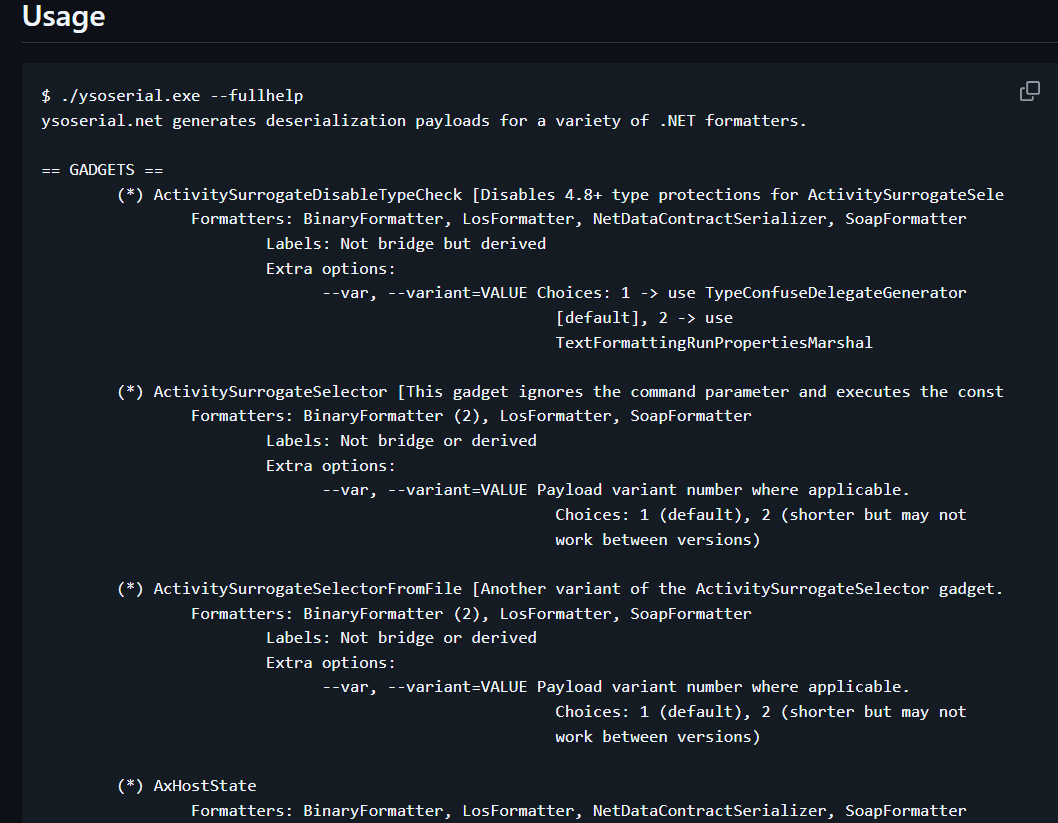 Usage
$ ./ysoserial.exe --fullhelp
ysoserial.net generates deserialization payloads for a variety of .NET formatters.
== GADGETS ==
(*) ActivitySurrogateDisableTypeCheck [Disables 4.8+ type protections for ActivitySurrogateSele
Formatters: BinaryFormatter, LosFormatter, NetDataContractSerializer, SoapFormatter
Labels: Not bridge but derived
Extra options:
--var, --variant=VALUE Choices: 1 -> use TypeConfuseDelegateGenerator
[default], 2 -> use
TextFormattingRunPropertiesMarshal
(*) ActivitySurrogateSelector [This gadget ignores the command parameter and executes the const
Formatters: BinaryFormatter (2), LosFormatter, SoapFormatter
Labels: Not bridge or derived
Extra options:
--var, --variant=VALUE Payload variant number where applicable.
Choices: 1 (default), 2 (shorter but may not
work between versions)
(*) ActivitySurrogateSelectorFromFile [Another variant of the ActivitySurrogateSelector gadget.
Formatters: BinaryFormatter (2), LosFormatter, SoapFormatter
Labels: Not bridge or derived
Extra options:
--var, --variant=VALUE Payload variant number where applicable.
Choices: 1 (default), 2 (shorter but may not
work between versions)
(*) AxHostState
Formatters: BinaryFormatter, LosFormatter, NetDataContractSerializer, SoapFormatter